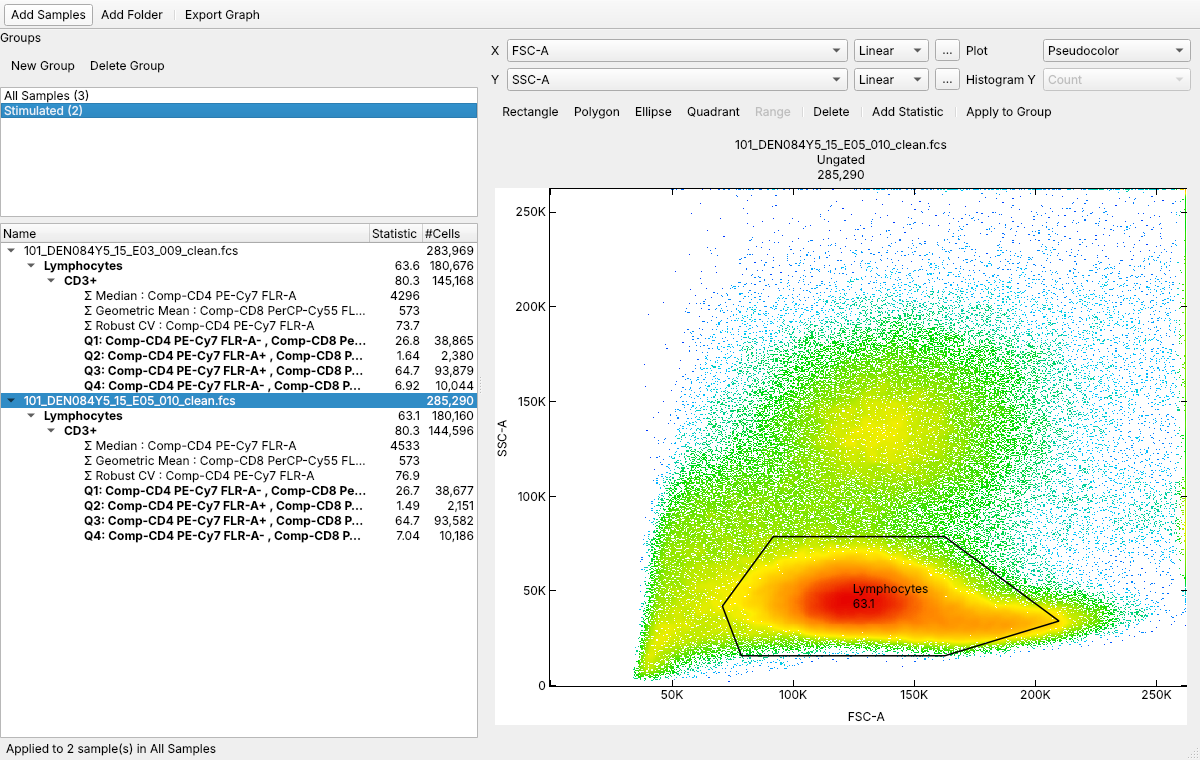 Add Samples Add Folder Export Graph
Groups
New Group Delete Group
All Samples (3)
Stimulated (2)
Name Statistic #Cells
101_DEN084Y5_15_E03_009_clean.fcs 283,969
Lymphocytes 63.6 180,676
CD3+ 80.3 145,168
Σ Median : Comp-CD4 PE-Cy7 FLR-A 4296
Σ Geometric Mean : Comp-CD8 PerCP-Cy55 FL... 573
Σ Robust CV : Comp-CD4 PE-Cy7 FLR-A 73.7
Q1: Comp-CD4 PE-Cy7 FLR-A- , Comp-CD8 Pe... 26.8 38,865
Q2: Comp-CD4 PE-Cy7 FLR-A+ , Comp-CD8 P... 1.64 2,380
Q3: Comp-CD4 PE-Cy7 FLR-A+ , Comp-CD8 P... 64.7 93,879
Q4: Comp-CD4 PE-Cy7 FLR-A- , Comp-CD8 P... 6.92 10,044
101_DEN084Y5_15_E05_010_clean.fcs 285,290
Lymphocytes 63.1 180,160
CD3+ 80.3 144,596
Σ Median : Comp-CD4 PE-Cy7 FLR-A 4533
Σ Geometric Mean : Comp-CD8 PerCP-Cy55 FL... 573
Σ Robust CV : Comp-CD4 PE-Cy7 FLR-A 76.9
Q1: Comp-CD4 PE-Cy7 FLR-A- , Comp-CD8 Pe... 26.7 38,677
Q2: Comp-CD4 PE-Cy7 FLR-A+ , Comp-CD8 P... 1.49 2,151
Q3: Comp-CD4 PE-Cy7 FLR-A+ , Comp-CD8 P... 64.7 93,582
Q4: Comp-CD4 PE-Cy7 FLR-A- , Comp-CD8 P... 7.04 10,186
Applied to 2 sample(s) in All Samples
X FSC-A Linear ... Plot Pseudocolor
Y SSC-A Linear ... Histogram Y Count
Rectangle Polygon Ellipse Quadrant Range Delete Add Statistic Apply to Group
101_DEN084Y5_15_E05_010_clean.fcs
Ungated
285,290
250K
200K
150K
SSC-A
100K
50K
Lymphocytes
63.1
0
50K 100K 150K 200K 250K
FSC-A